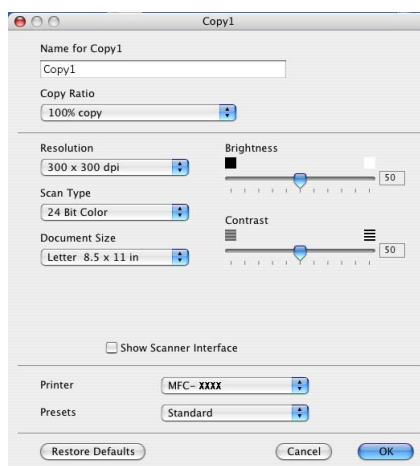 Copy1
Name for Copy1
Copy1
Copy Ratio
100% copy
Resolution
300 x 300 dpi
Scan Type
24 Bit Color
Document Size
Letter 8.5 x 11 in
Brightness
50
Contrast
50
Show Scanner Interface
Printer
MFC- XXXX
Presets
Standard
Restore Defaults
Cancel
OK